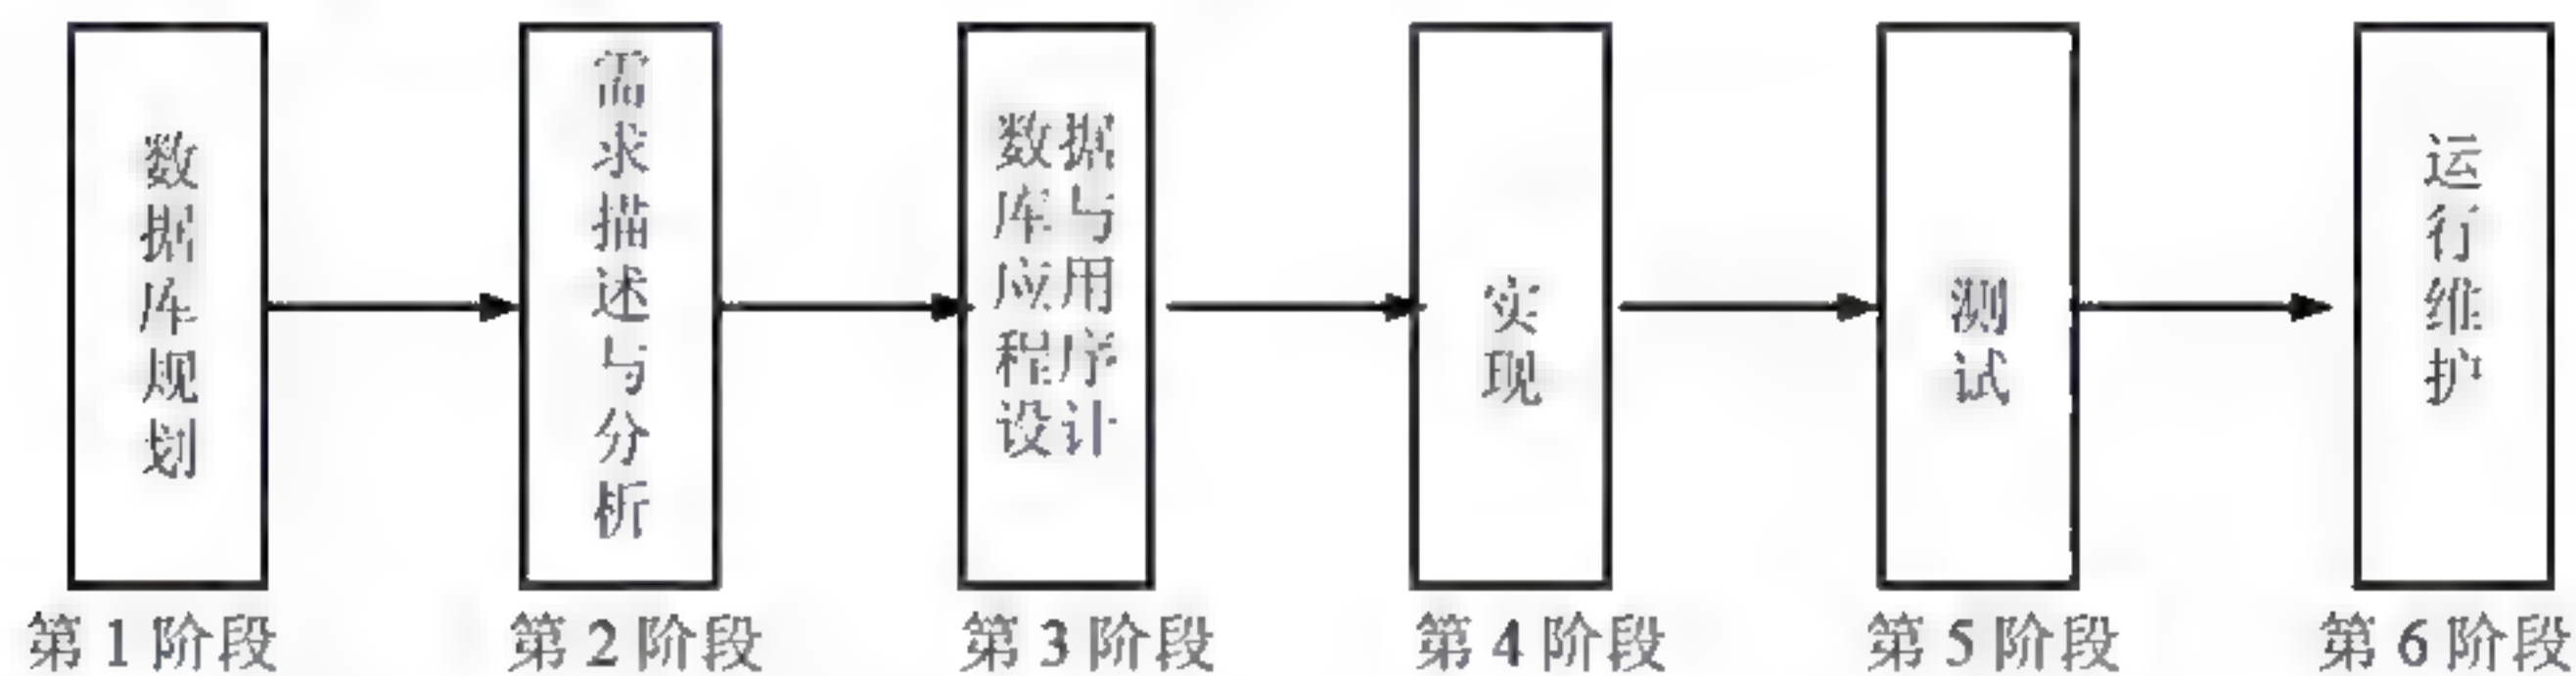 数据库规划
需求描述与分析
数据
库与
应用
程序
设计
实现
测试
运行维护
第1阶段
第2阶段
第3阶段
第4阶段
第5阶段
第6阶段